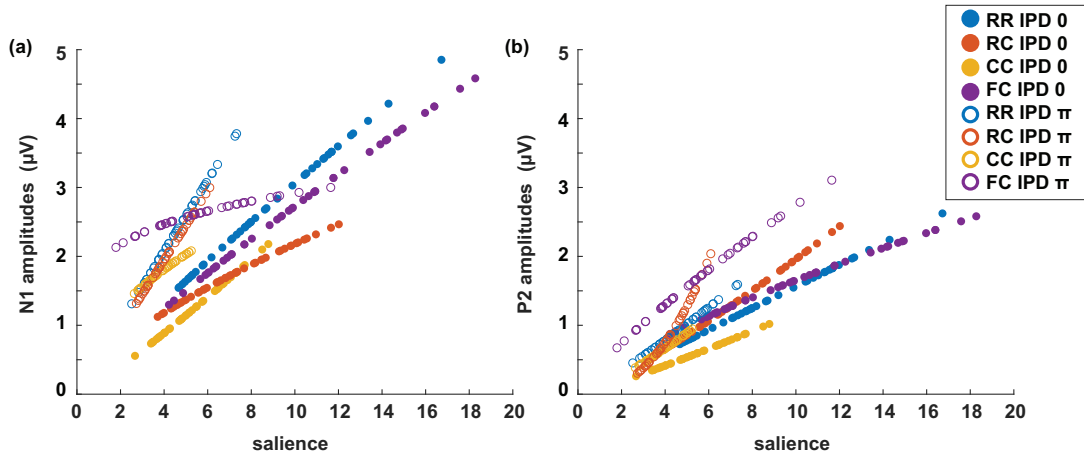 RR IPD 0
RC IPD 0
CC IPD 0
FC IPD 0
RR IPD π
RC IPD π
CC IPD π
FC IPD π
(a)
N1 amplitudes (μV)
5
4
3
2
1
0
0 2 4 6 8 10 12 14 16 18 20
salience
(b)
P2 amplitudes (μV)
5
4
3
2
1
0
0 2 4 6 8 10 12 14 16 18 20
salience